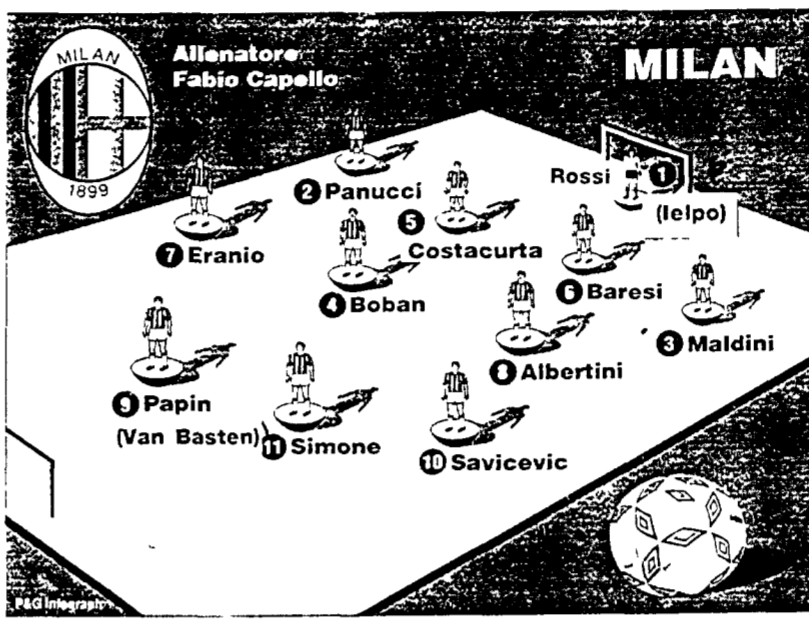 MILAN
1899
Allenatore
Fabio Capello
MILAN
2 Panucci
Rossi 1
(Ielpo)
7 Eranio
5
Costacurta
4 Boban
6 Baresi
3 Maldini
8 Albertini
9 Papin
(Van Basten)
11 Simone
10 Savicevic
P&G Infograph